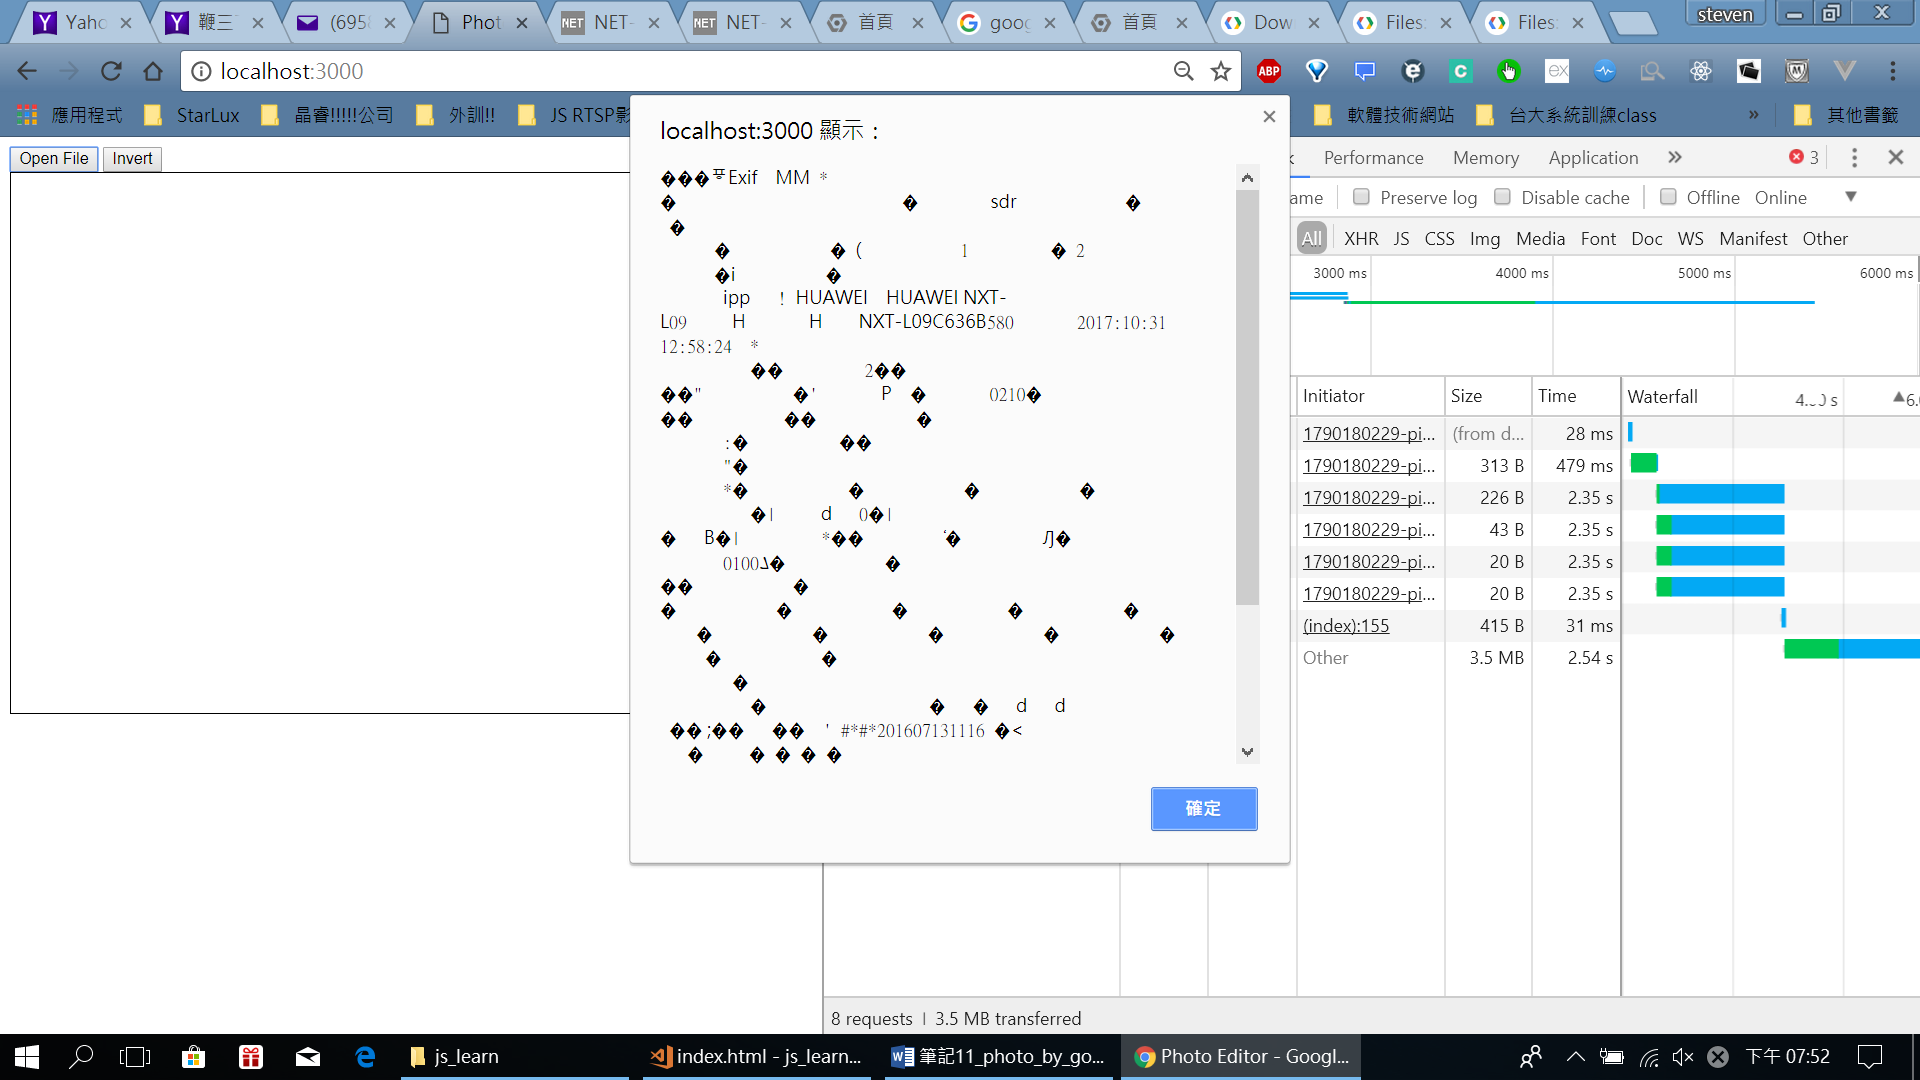 Yaho
鞭三
(695
Phot
NET-
NET-
首頁
goog
首頁
Dow
Files:
Files:
steven
localhost:3000
應用程式
StarLux
晶睿!!!!!公司
外訓!!
JS RTSP影
軟體技術網站
台大系統訓練class
»
其他書籤
Open File
Invert
localhost:3000 顯示：
���ᄑExif MM *
� � sdr �
�
� �( 1 � 2
�i �
ipp ! HUAWEI HUAWEI NXT-
L09 H H NXT-L09C636B580 2017:10:31
12:58:24 *
�� 2��
��" �' P � 0210�
�� �� �
:� ��
"�
*� � � �
�| d 0�|
� B�| *�� � �
0100 � �
�� �
� � � � �
� � � � �
� �
�
� � � d d
��;�� �� ' #*#*201607131116 �<
� � � � �
確定
Performance
Memory
Application
»
3
ame
Preserve log
Disable cache
Offline
Online
All
XHR
JS
CSS
Img
Media
Font
Doc
WS
Manifest
Other
3000 ms
4000 ms
5000 ms
6000 ms
Initiator
Size
Time
Waterfall
6.
1790180229-pi... (from d... 28 ms
1790180229-pi... 313 B 479 ms
1790180229-pi... 226 B 2.35 s
1790180229-pi... 43 B 2.35 s
1790180229-pi... 20 B 2.35 s
1790180229-pi... 20 B 2.35 s
(index):155 415 B 31 ms
Other 3.5 MB 2.54 s
8 requests | 3.5 MB transferred
js_learn
index.html - js_learn...
筆記11_photo_by_go...
Photo Editor - Googl...
下午 07:52